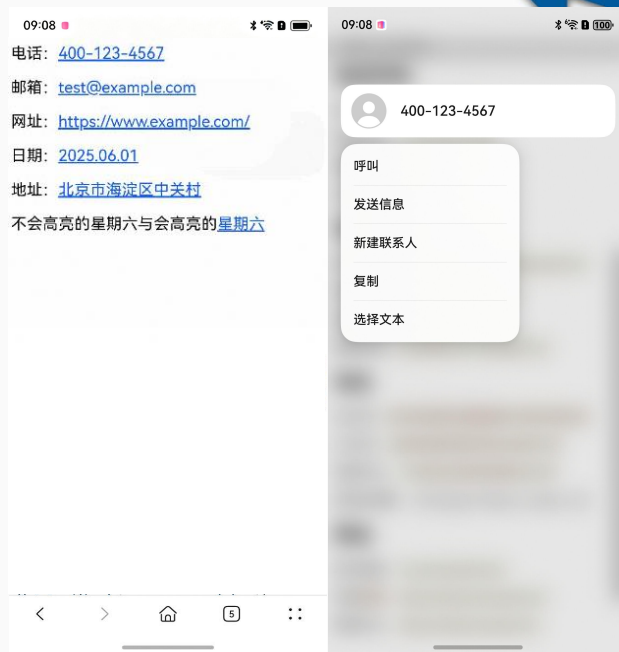 09:08
电话：400-123-4567
邮箱：test@example.com
网址：https://www.example.com/
日期：2025.06.01
地址：北京市海淀区中关村
不会高亮的星期六与会高亮的星期六
5
09:08
100
400-123-4567
呼叫
发送信息
新建联系人
复制
选择文本